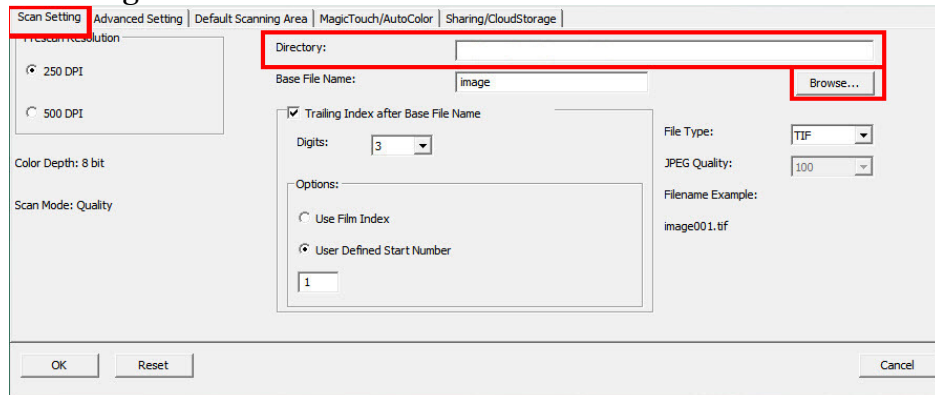 Scan Setting Advanced Setting Default Scanning Area MagicTouch/AutoColor Sharing/CloudStorage
Prescan Resolution
250 DPI
500 DPI
Color Depth: 8 bit
Scan Mode: Quality
Directory:
Base File Name: image Browse...
Trailing Index after Base File Name
Digits: 3
Options:
Use Film Index
User Defined Start Number
1
File Type: TIF
JPEG Quality: 100
Filename Example:
image001.tif
OK Reset Cancel